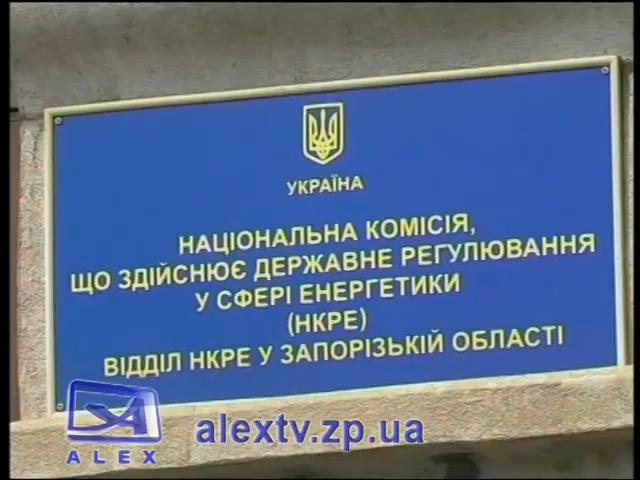 УКРАЇНА
НАЦІОНАЛЬНА КОМІСІЯ,
ЩО ЗДІЙСНЮЄ ДЕРЖАВНЕ РЕГУЛЮВАННЯ
У СФЕРІ ЕНЕРГЕТИКИ
(НКРЕ)
ВІДДІЛ НКРЕ У ЗАПОРІЗЬКІЙ ОБЛАСТІ
ALEX
alextv.zp.ua